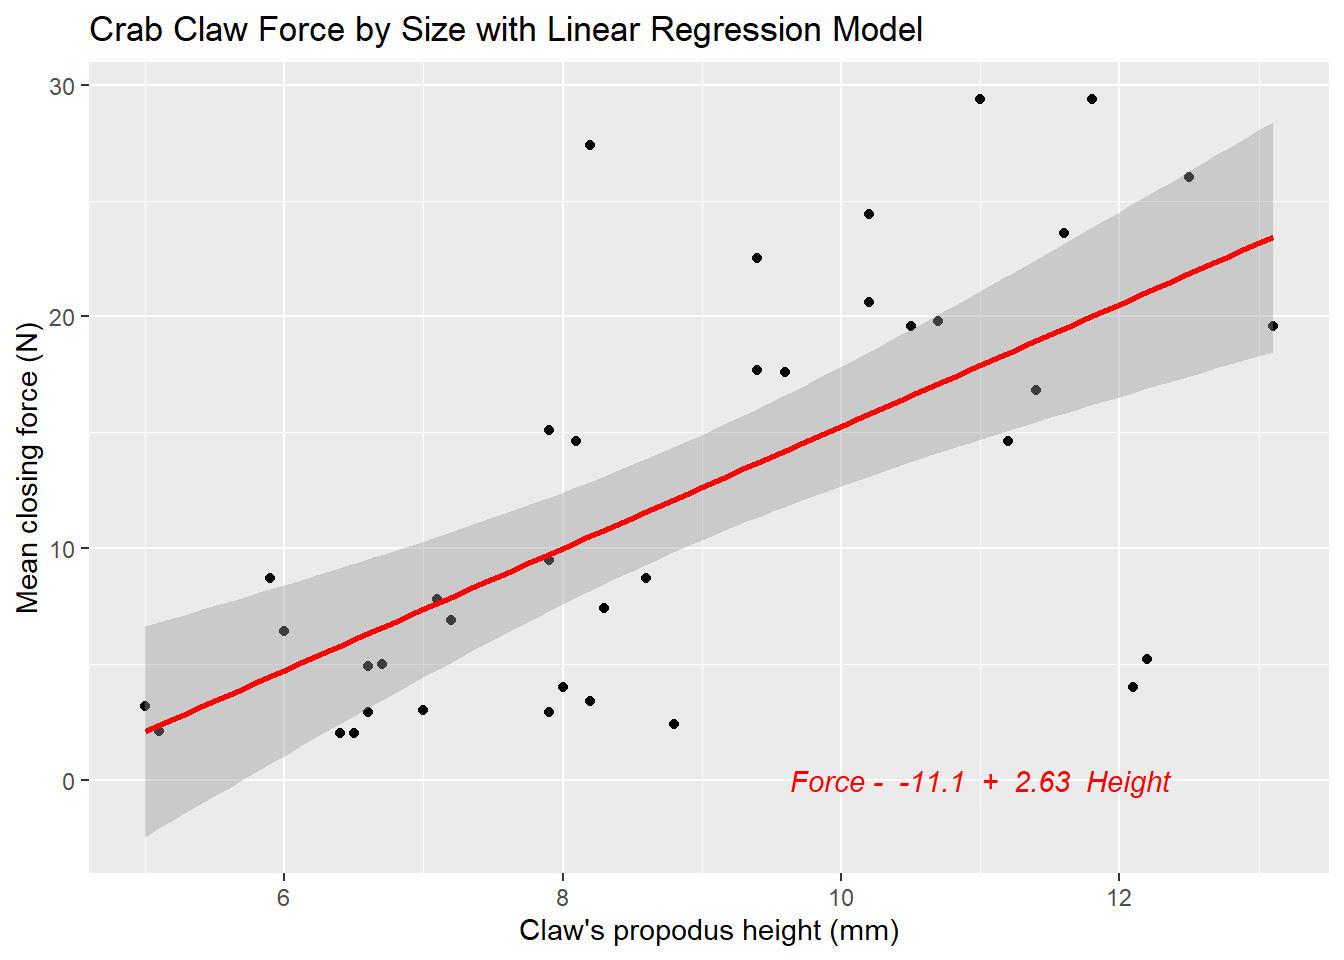 Crab Claw Force by Size with Linear Regression Model
30
20
10
0
Mean closing force (N)
Force - -11.1 + 2.63 Height
6 8 10 12
Claw's propodus height (mm)